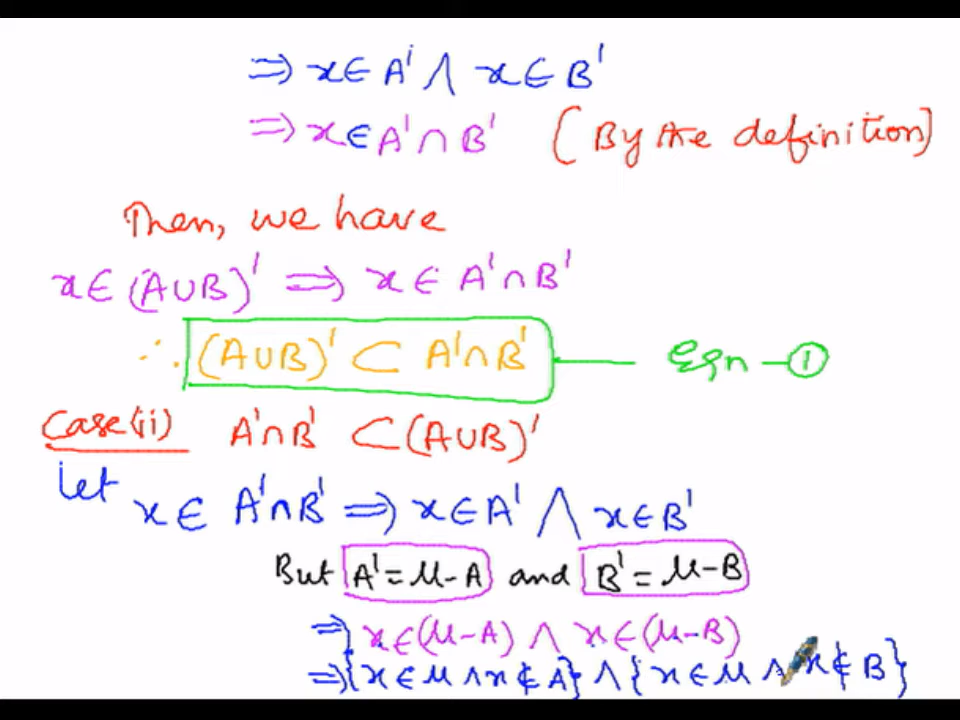 ⇒ x∈A' ∧ x∈B'
⇒ x∈A'∩B' (By the definition)
Then, we have
x∈(A∪B)' ⇒ x∈ A'∩B'
∴ (A∪B)' ⊂ A'∩B' — Eqn - ①
Case(ii) A'∩B' ⊂ (A∪B)'
Let x∈ A'∩B' ⇒ x∈A' ∧ x∈B'
But A' = μ-A and B' = μ-B
⇒ x∈(μ-A) ∧ x∈(μ-B)
⇒ {x∈μ ∧ x∉A} ∧ {x∈μ ∧ x∉B}